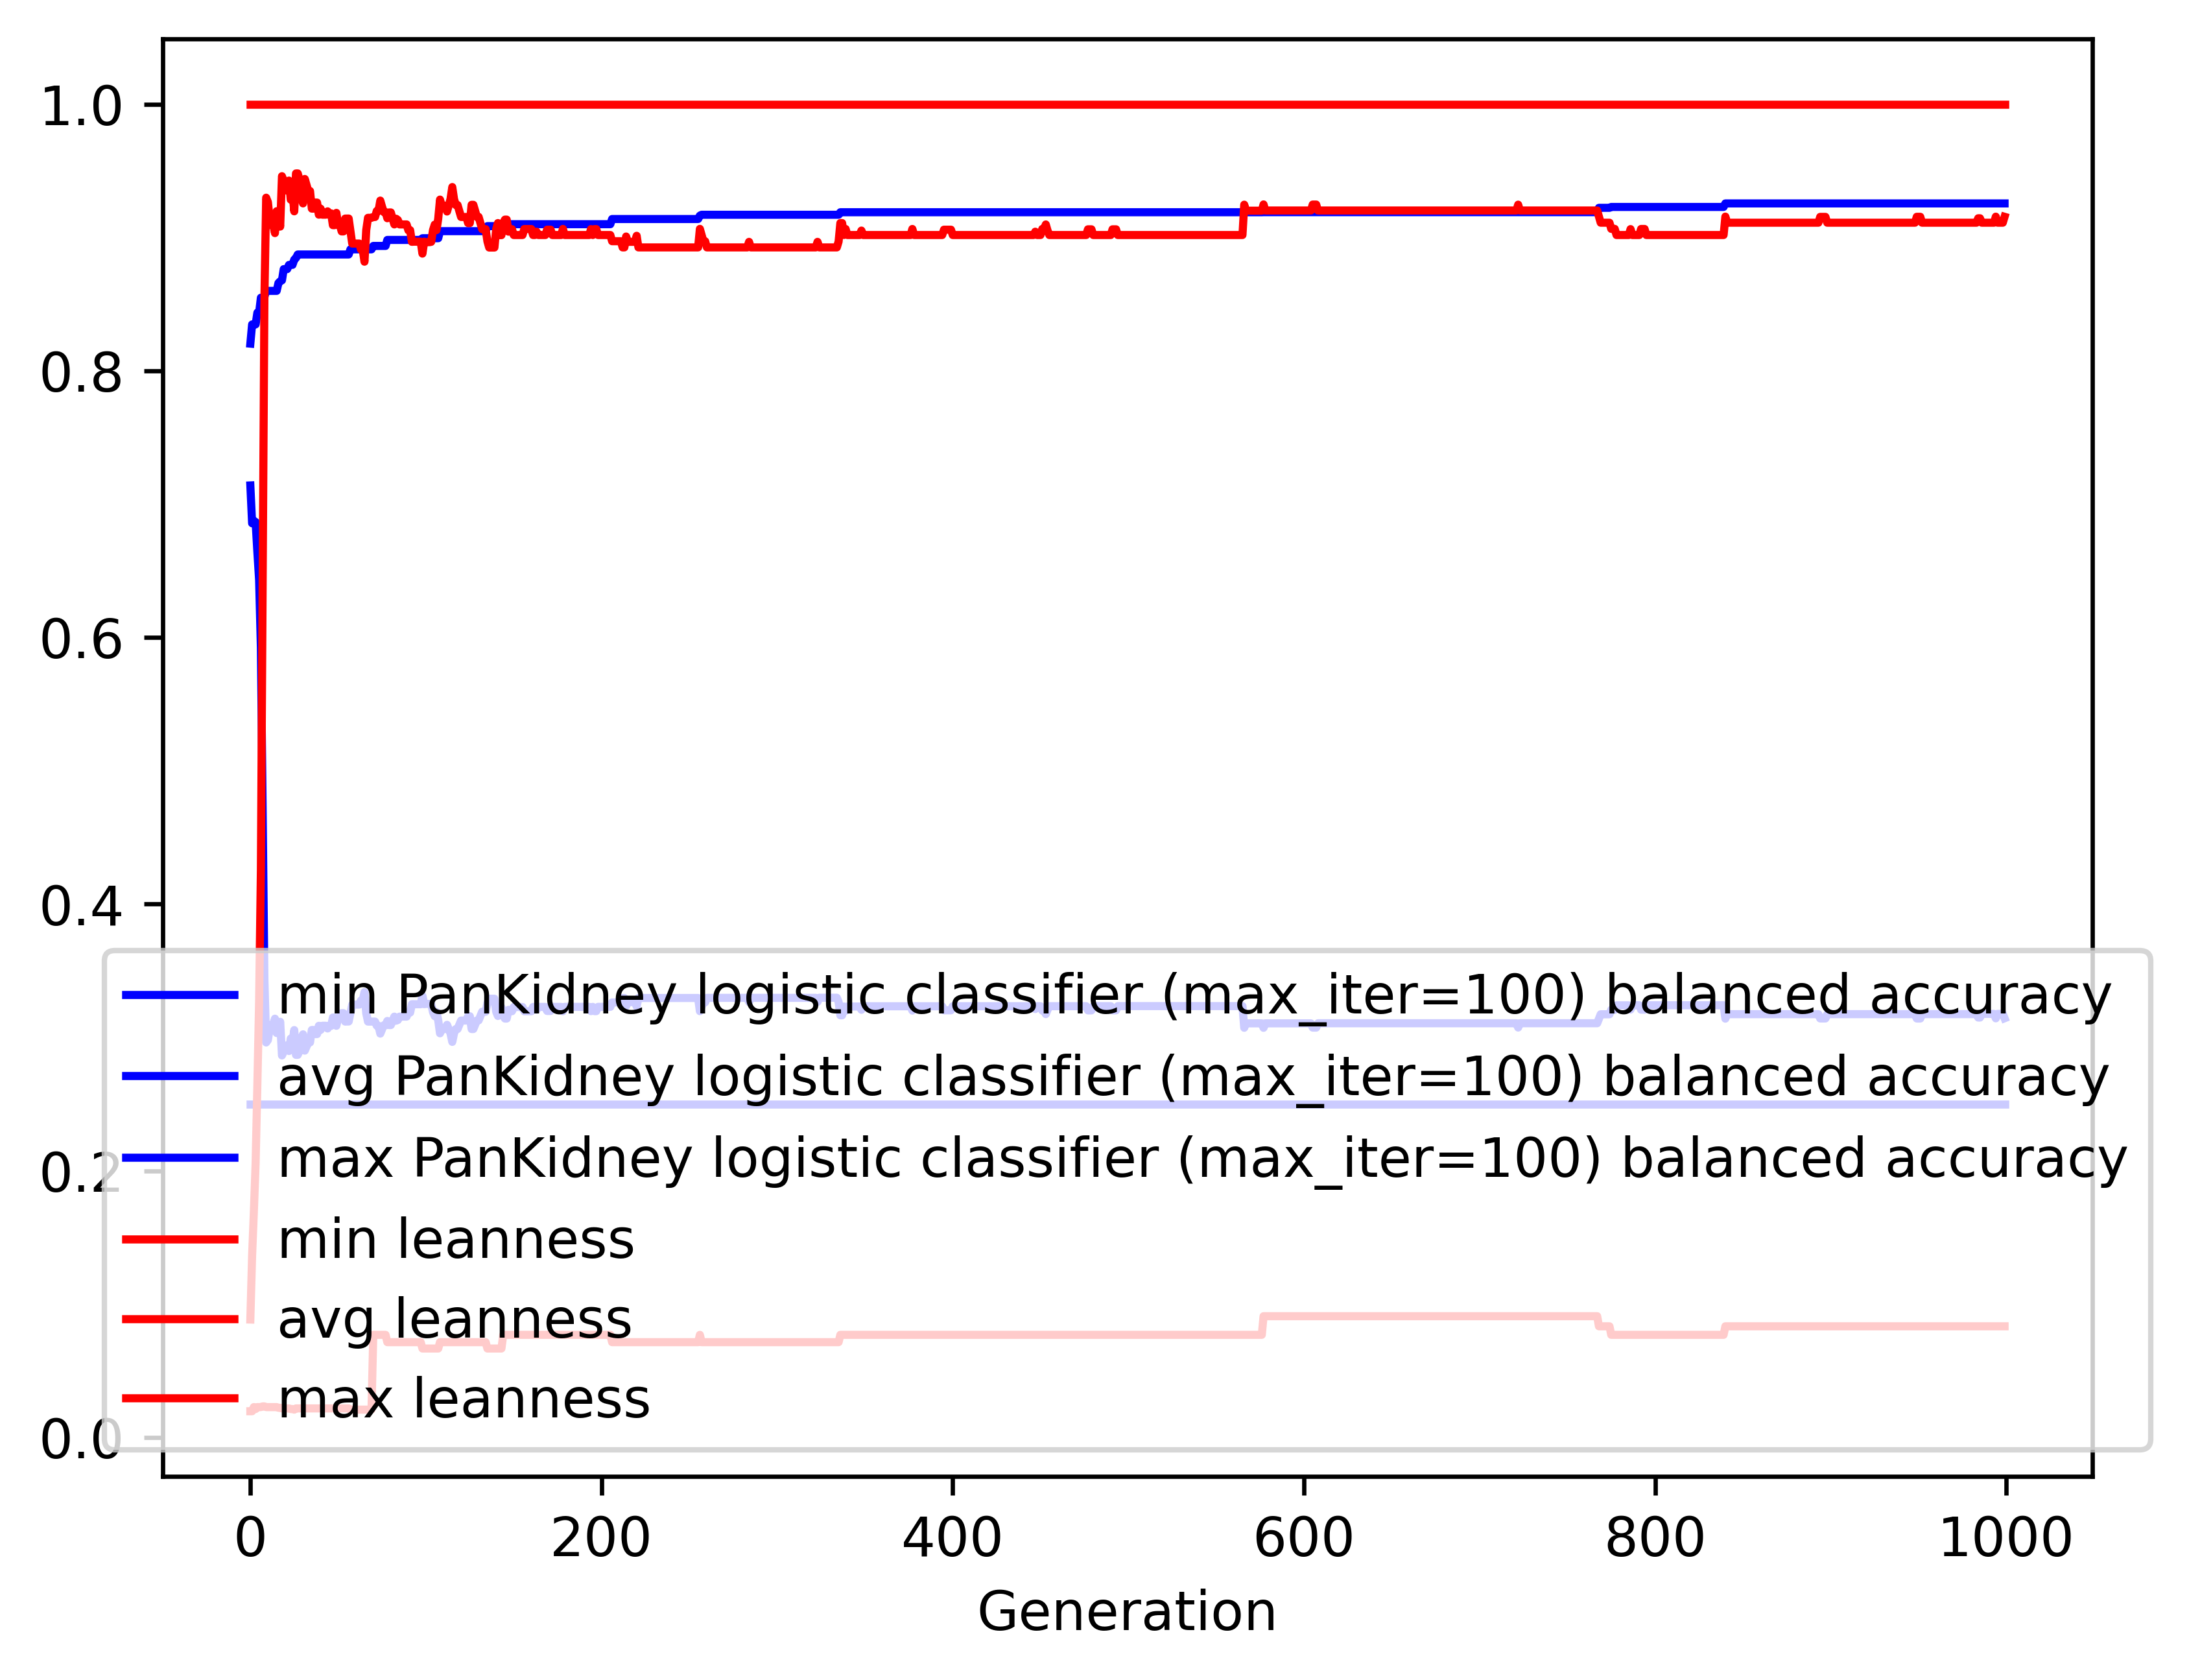 1.0
0.8
0.6
0.4
0.2
0.0
min PanKidney logistic classifier (max_iter=100) balanced accuracy
avg PanKidney logistic classifier (max_iter=100) balanced accuracy
max PanKidney logistic classifier (max_iter=100) balanced accuracy
min leanness
avg leanness
max leanness
0 200 400 600 800 1000
Generation